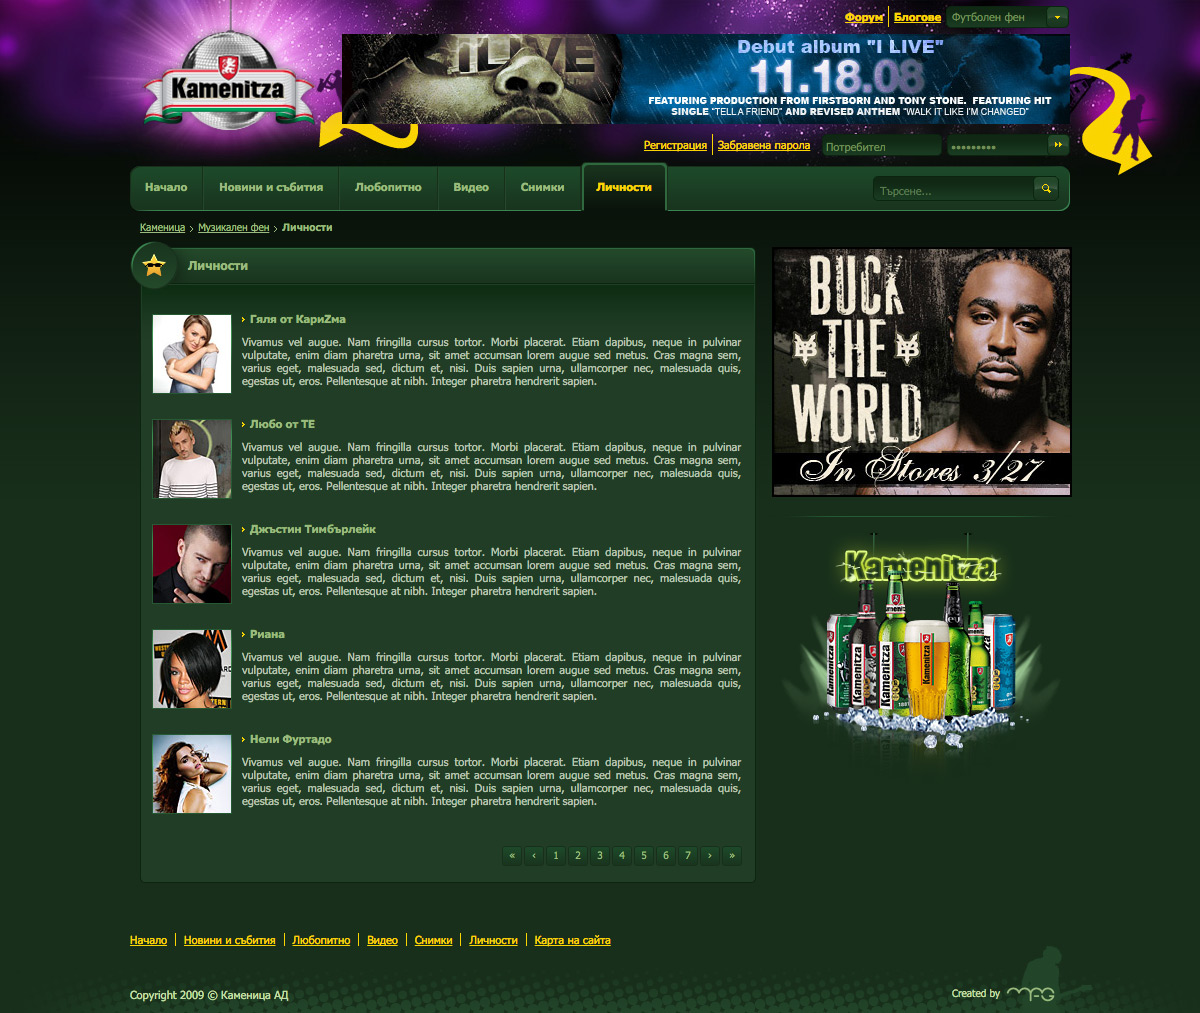 Форум Блогове Футболен фен
I LIVE
Debut album "I LIVE"
11.18.08
FEATURING PRODUCTION FROM FIRSTBORN AND TONY STONE. FEATURING HIT
SINGLE "TELL A FRIEND" AND REVISED ANTHEM "WALK IT LIKE I'M CHANGED"
Kamenitza
Регистрация Забравена парола Потребител
Начало Новини и събития Любопитно Видео Снимки Личности Търсене...
Каменица › Музикален фен › Личности
Личности
Гяля от КариZма
Vivamus vel augue. Nam fringilla cursus tortor. Morbi placerat. Etiam dapibus, neque in pulvinar
vulputate, enim diam pharetra urna, sit amet accumsan lorem augue sed metus. Cras magna sem,
varius eget, malesuada sed, dictum et, nisi. Duis sapien urna, ullamcorper nec, malesuada quis,
egestas ut, eros. Pellentesque at nibh. Integer pharetra hendrerit sapien.
Любо от ТЕ
Vivamus vel augue. Nam fringilla cursus tortor. Morbi placerat. Etiam dapibus, neque in pulvinar
vulputate, enim diam pharetra urna, sit amet accumsan lorem augue sed metus. Cras magna sem,
varius eget, malesuada sed, dictum et, nisi. Duis sapien urna, ullamcorper nec, malesuada quis,
egestas ut, eros. Pellentesque at nibh. Integer pharetra hendrerit sapien.
Джъстин Тимбърлейк
Vivamus vel augue. Nam fringilla cursus tortor. Morbi placerat. Etiam dapibus, neque in pulvinar
vulputate, enim diam pharetra urna, sit amet accumsan lorem augue sed metus. Cras magna sem,
varius eget, malesuada sed, dictum et, nisi. Duis sapien urna, ullamcorper nec, malesuada quis,
egestas ut, eros. Pellentesque at nibh. Integer pharetra hendrerit sapien.
Риана
Vivamus vel augue. Nam fringilla cursus tortor. Morbi placerat. Etiam dapibus, neque in pulvinar
vulputate, enim diam pharetra urna, sit amet accumsan lorem augue sed metus. Cras magna sem,
varius eget, malesuada sed, dictum et, nisi. Duis sapien urna, ullamcorper nec, malesuada quis,
egestas ut, eros. Pellentesque at nibh. Integer pharetra hendrerit sapien.
Нели Фуртадо
Vivamus vel augue. Nam fringilla cursus tortor. Morbi placerat. Etiam dapibus, neque in pulvinar
vulputate, enim diam pharetra urna, sit amet accumsan lorem augue sed metus. Cras magna sem,
varius eget, malesuada sed, dictum et, nisi. Duis sapien urna, ullamcorper nec, malesuada quis,
egestas ut, eros. Pellentesque at nibh. Integer pharetra hendrerit sapien.
« ‹ 1 2 3 4 5 6 7 › »
BUCK
THE
WORLD
In Stores 3/27
Kamenitza
Kamenitza
Kamenitza
Kamenitza
Kamenitza
Начало Новини и събития Любопитно Видео Снимки Личности Карта на сайта
Copyright 2009 © Каменица АД
Created by